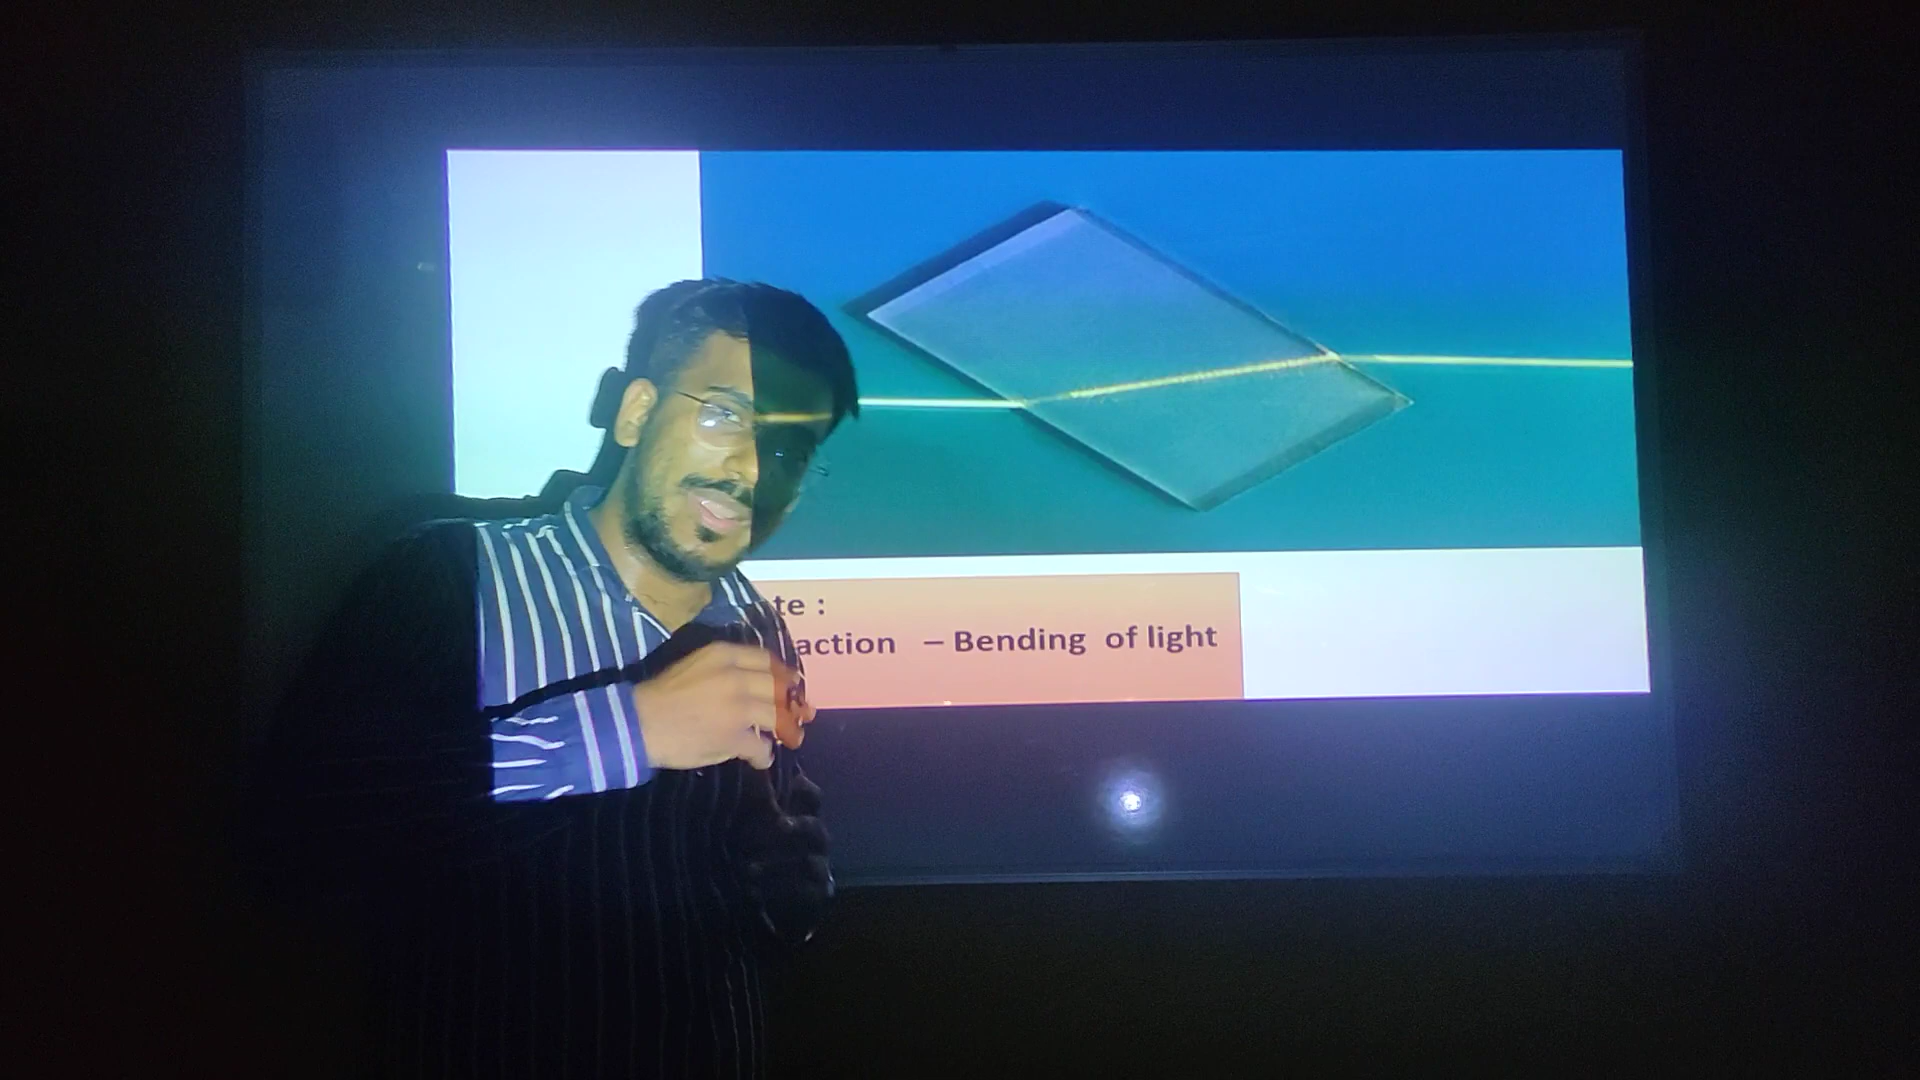 te :
action – Bending of light